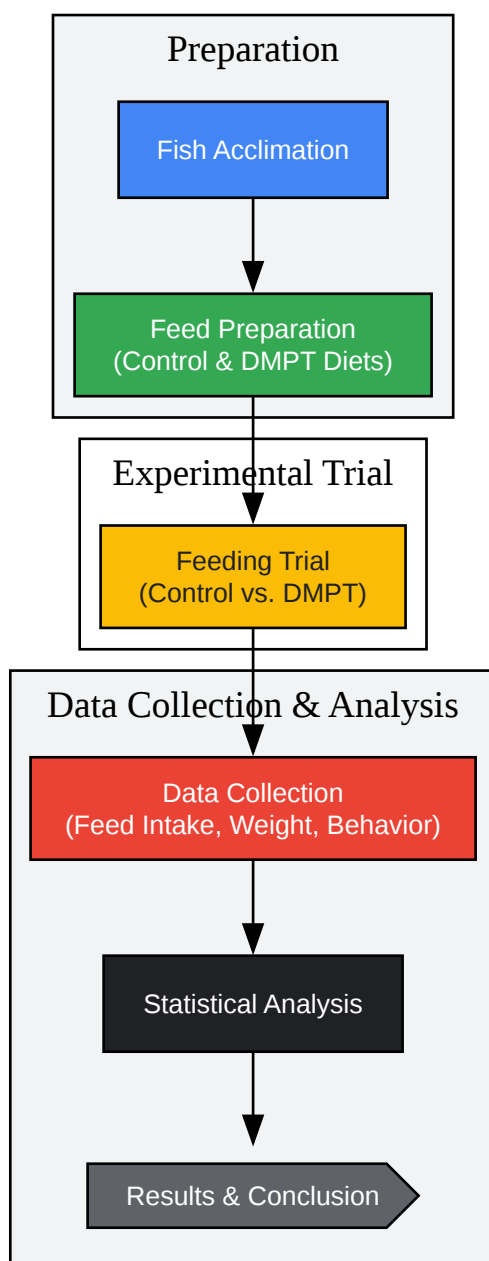 Preparation
Fish Acclimation
Feed Preparation
(Control & DMPT Diets)
Experimental Trial
Feeding Trial
(Control vs. DMPT)
Data Collection & Analysis
Data Collection
(Feed Intake, Weight, Behavior)
Statistical Analysis
Results & Conclusion